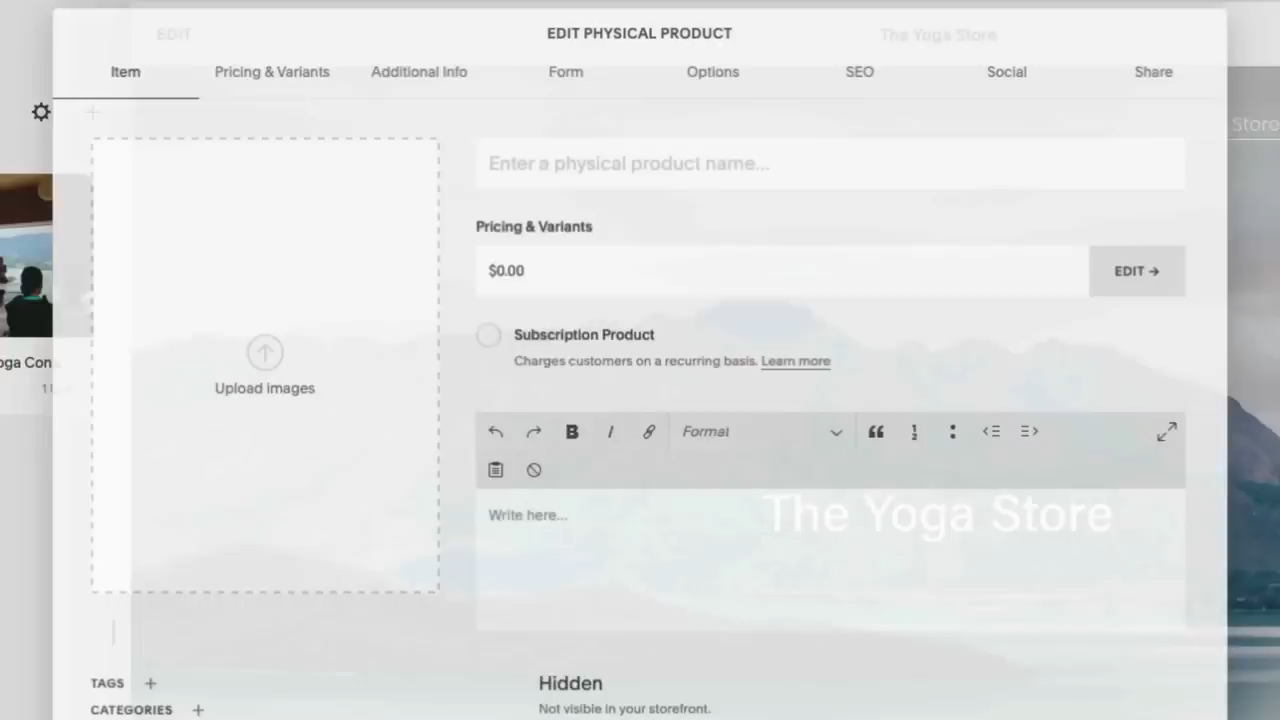 EDIT
EDIT PHYSICAL PRODUCT
The Yoga Store
Item
Pricing & Variants
Additional Info
Form
Options
SEO
Social
Share
Store
Enter a physical product name...
Pricing & Variants
$0.00
EDIT →
Subscription Product
Charges customers on a recurring basis. Learn more
Upload images
Format
Write here...
The Yoga Store
TAGS +
Hidden
CATEGORIES +
Not visible in your storefront.